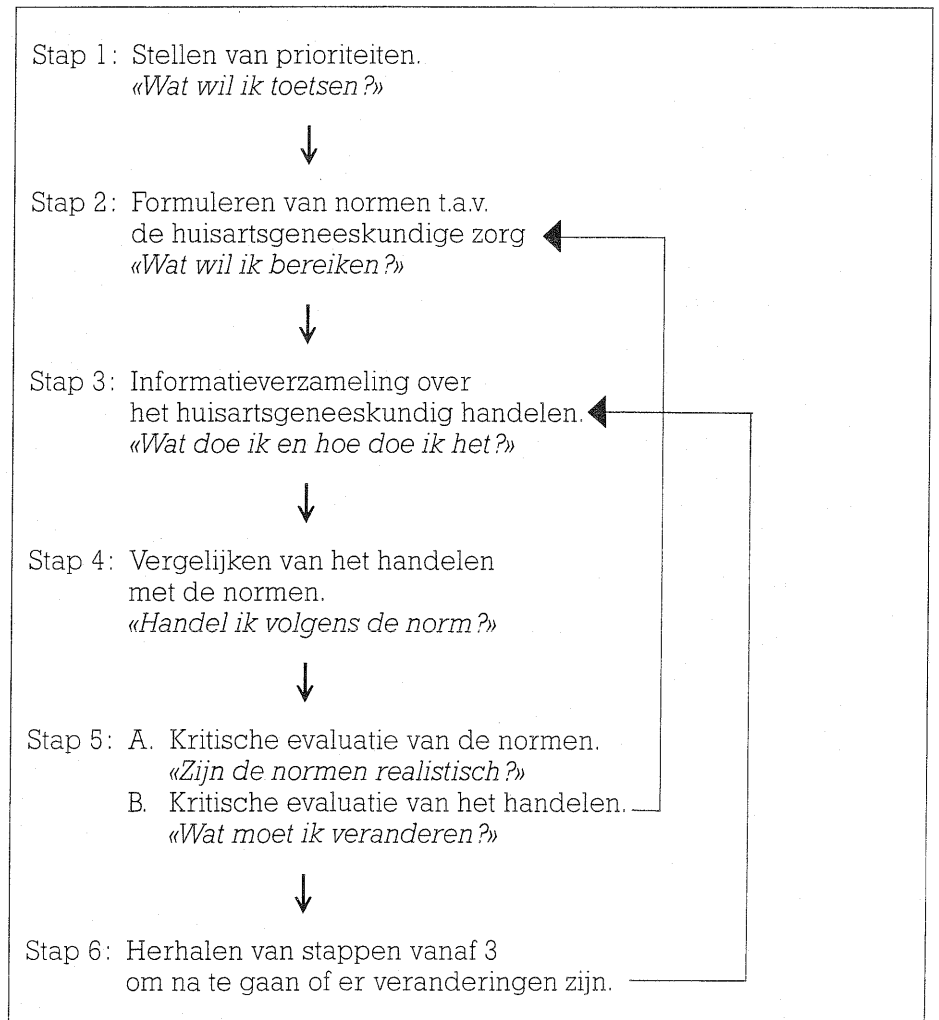 Stap 1: Stellen van prioriteiten.
«Wat wil ik toetsen?»
Stap 2: Formuleren van normen t.a.v.
de huisartsgeneeskundige zorg
«Wat wil ik bereiken?»
Stap 3: Informatieverzameling over
het huisartsgeneeskundig handelen.
«Wat doe ik en hoe doe ik het?»
Stap 4: Vergelijken van het handelen
met de normen.
«Handel ik volgens de norm?»
Stap 5: A. Kritische evaluatie van de normen.
«Zijn de normen realistisch?»
B. Kritische evaluatie van het handelen.
«Wat moet ik veranderen?»
Stap 6: Herhalen van stappen vanaf 3
om na te gaan of er veranderingen zijn.